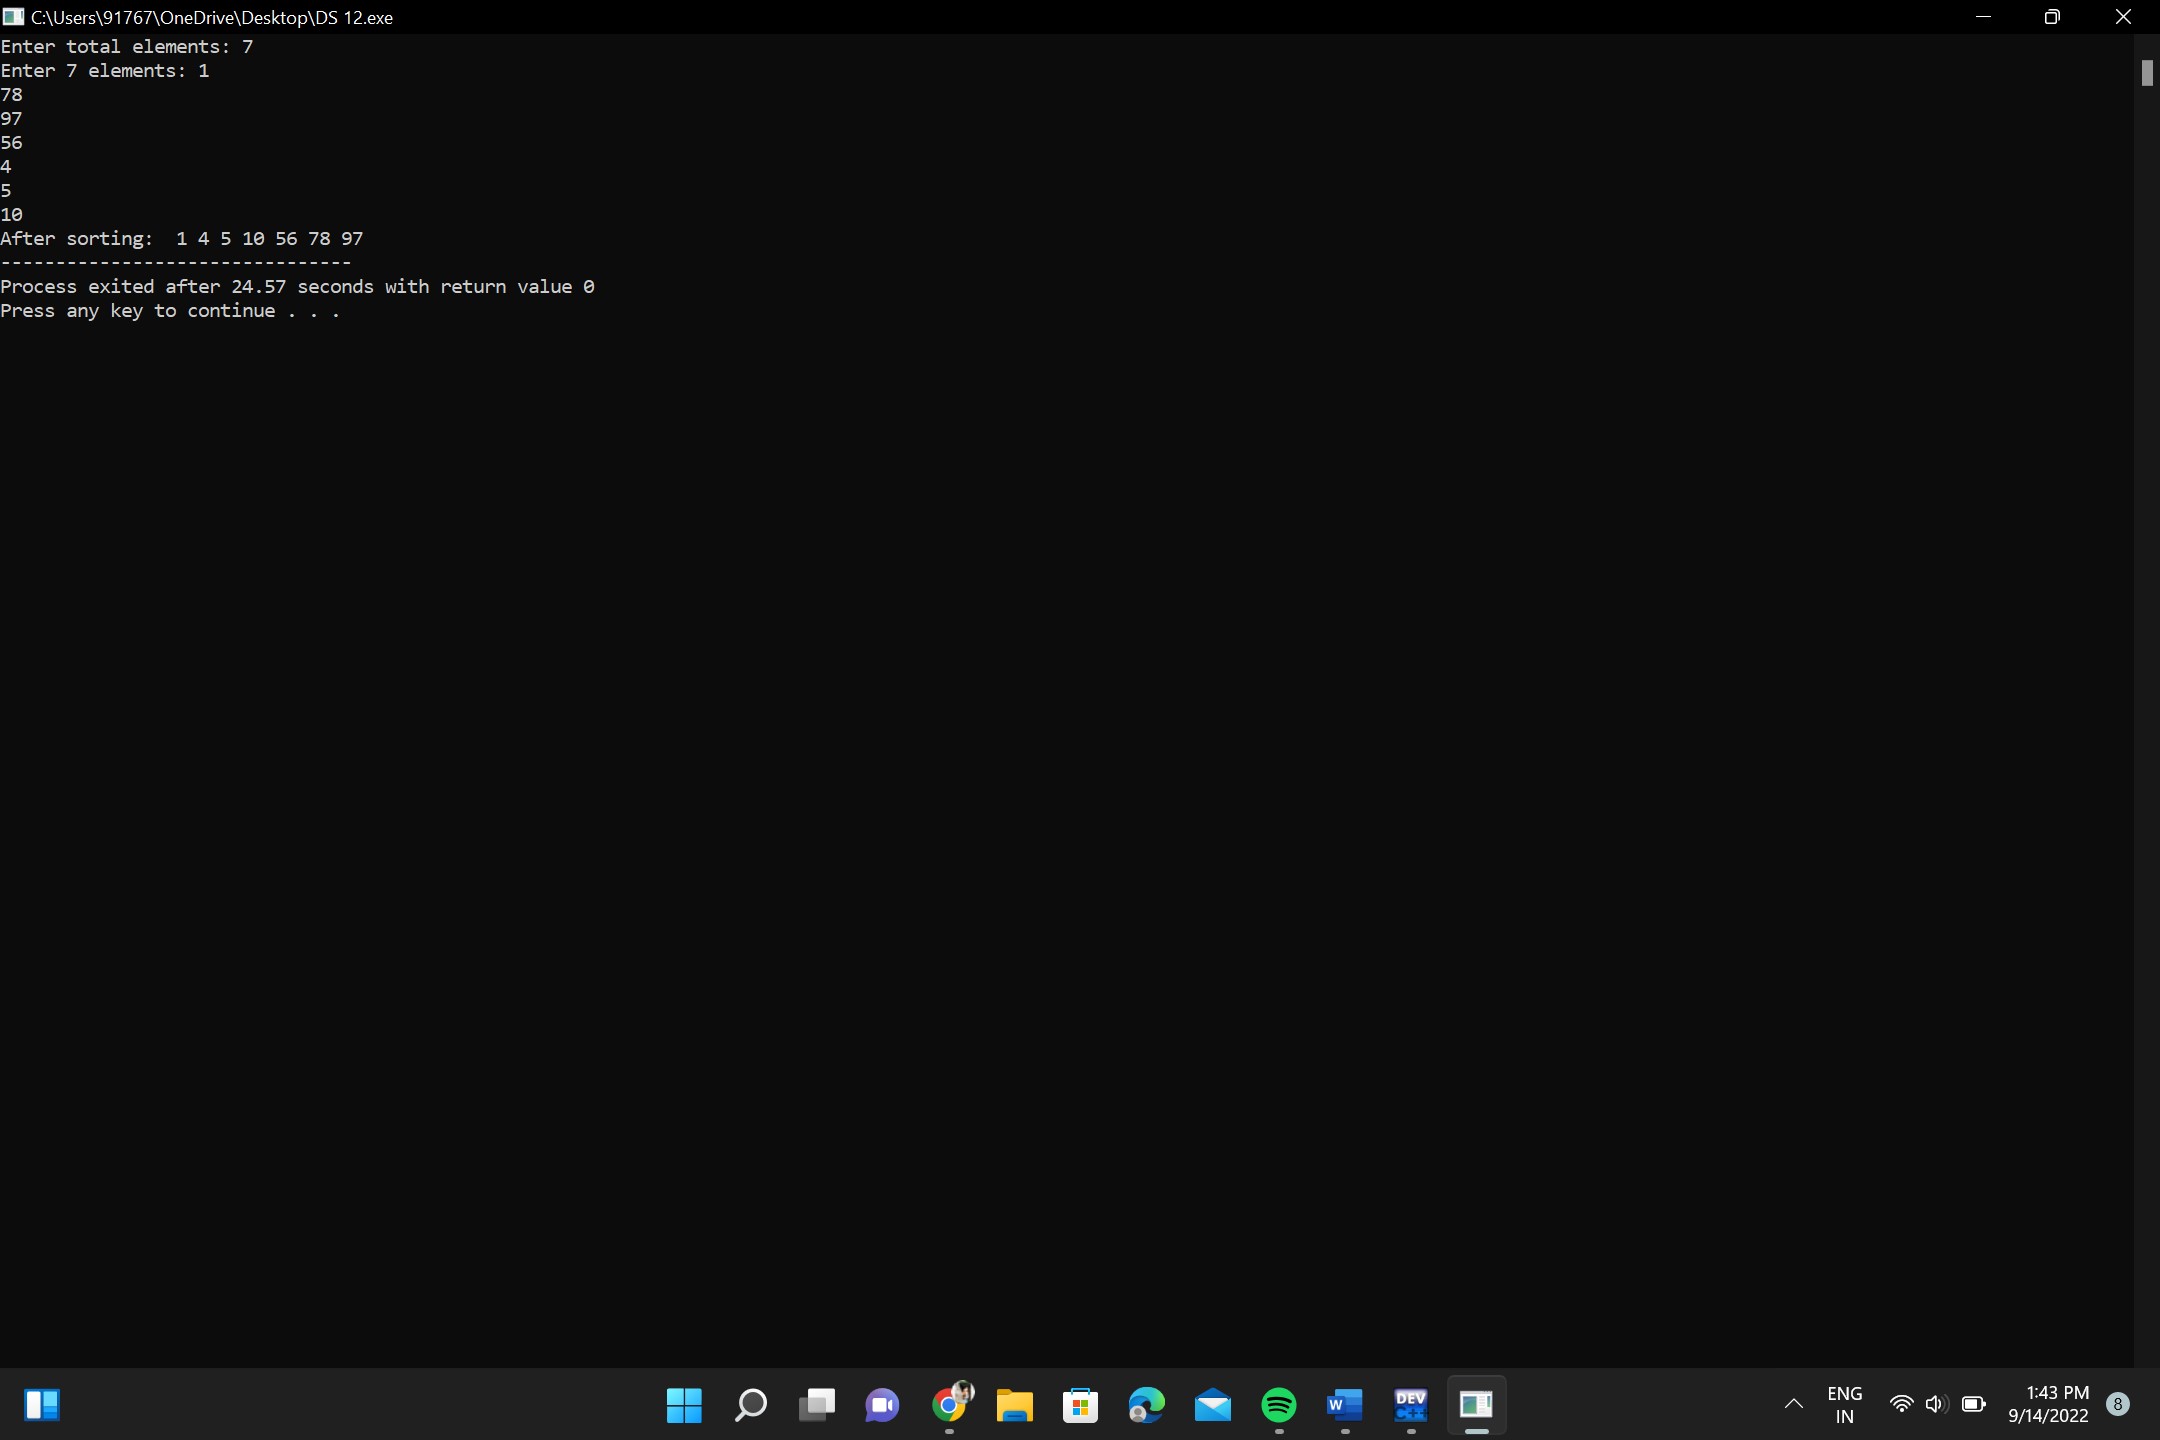 C:\Users\91767\OneDrive\Desktop\DS 12.exe
Enter total elements: 7
Enter 7 elements: 1
78
97
56
4
5
10
After sorting:  1 4 5 10 56 78 97
--------------------------------
Process exited after 24.57 seconds with return value 0
Press any key to continue . . .
W
DEV
C++
ENG
IN
1:43 PM
9/14/2022
8